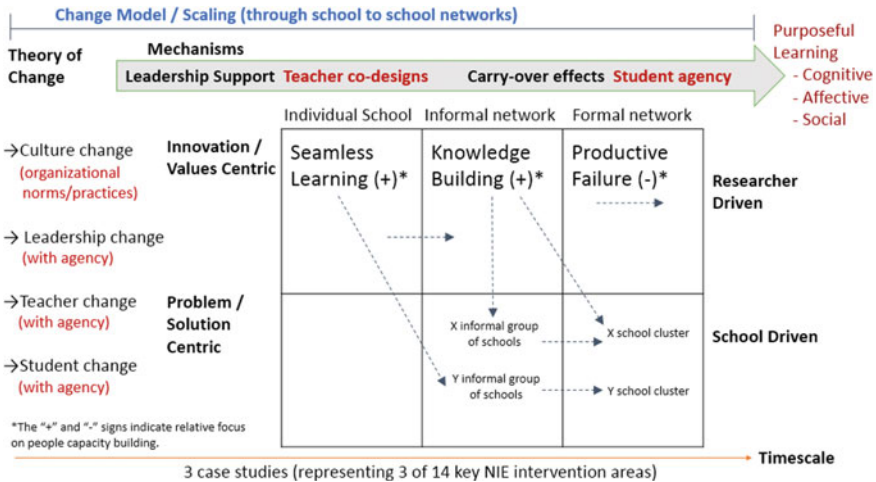 Change Model / Scaling (through school to school networks)
Purposeful
Learning
- Cognitive
- Affective
- Social
Theory of
Change
Mechanisms
Leadership Support Teacher co-designs Carry-over effects Student agency
Individual School Informal network Formal network
→Culture change
(organizational
norms/practices)
→ Leadership change
(with agency)
→Teacher change
(with agency)
→Student change
(with agency)
Innovation /
Values Centric
Problem /
Solution
Centric
Seamless
Learning (+)*
Knowledge
Building (+)*
Productive
Failure (-)*
Researcher
Driven
X informal group
of schools
X school cluster
School Driven
Y informal group
of schools
Y school cluster
*The “+” and “-” signs indicate relative focus
on people capacity building.
Timescale
3 case studies (representing 3 of 14 key NIE intervention areas)